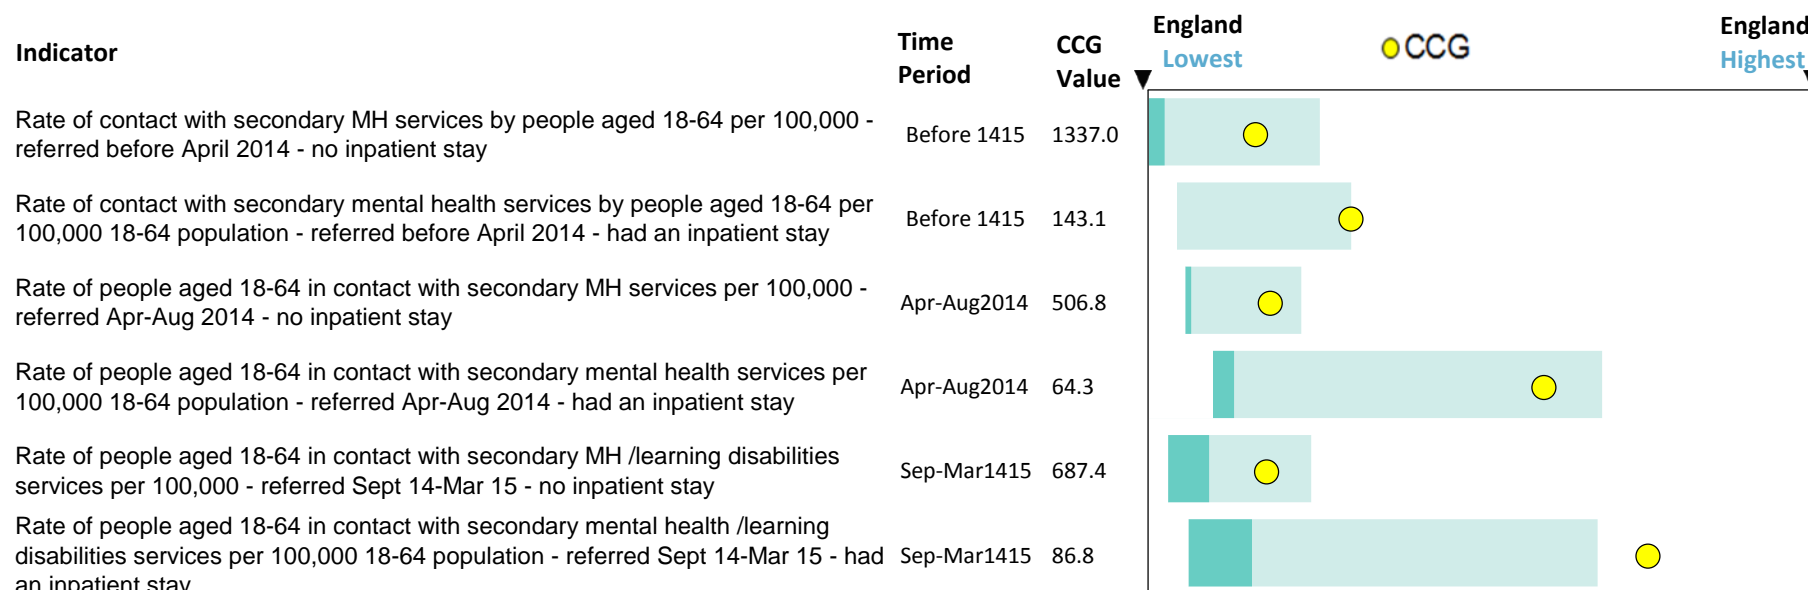 Indicator
Time Period
CCG Value
England Lowest
CCG
England Highest
Rate of contact with secondary MH services by people aged 18-64 per 100,000 -
referred before April 2014 - no inpatient stay
Before 1415 1337.0
Rate of contact with secondary mental health services by people aged 18-64 per
100,000 18-64 population - referred before April 2014 - had an inpatient stay
Before 1415 143.1
Rate of people aged 18-64 in contact with secondary MH services per 100,000 -
referred Apr-Aug 2014 - no inpatient stay
Apr-Aug2014 506.8
Rate of people aged 18-64 in contact with secondary mental health services per
100,000 18-64 population - referred Apr-Aug 2014 - had an inpatient stay
Apr-Aug2014 64.3
Rate of people aged 18-64 in contact with secondary MH /learning disabilities
services per 100,000 - referred Sept 14-Mar 15 - no inpatient stay
Sep-Mar1415 687.4
Rate of people aged 18-64 in contact with secondary mental health /learning
disabilities services per 100,000 18-64 population - referred Sept 14-Mar 15 - had
an inpatient stay
Sep-Mar1415 86.8